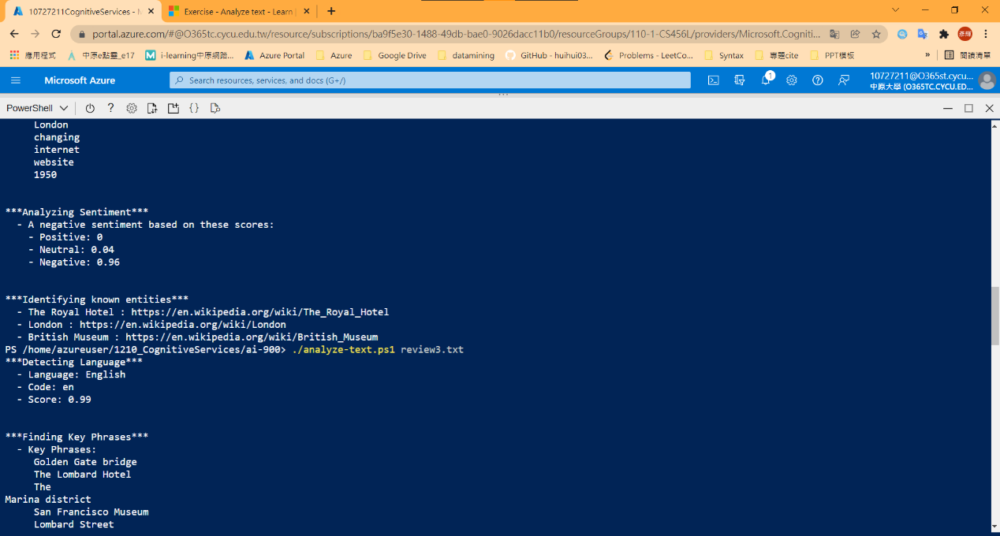 10727211CognitiveServices - M
Exercise - Analyze text - Learn |
portal.azure.com/#@O365tc.cycu.edu.tw/resource/subscriptions/ba9f5e30-1488-49db-bae0-9026dacc11b0/resourceGroups/110-1-CS456L/providers/Microsoft.Cogniti...
應用程式 中原e點靈_e17 i-learning中原網路... Azure Portal Azure Google Drive datamining GitHub - huihui03... Problems - LeetCo... Syntax 專題cite PPT模板 » 閱讀清單
Microsoft Azure Search resources, services, and docs (G+/) 1 10727211@O365st.cycu...
中原大學 (O365TC.CYCU.ED...
PowerShell
London
changing
internet
website
1950
***Analyzing Sentiment***
- A negative sentiment based on these scores:
- Positive: 0
- Neutral: 0.04
- Negative: 0.96
***Identifying known entities***
- The Royal Hotel : https://en.wikipedia.org/wiki/The_Royal_Hotel
- London : https://en.wikipedia.org/wiki/London
- British Museum : https://en.wikipedia.org/wiki/British_Museum
PS /home/azureuser/1210_CognitiveServices/ai-900> ./analyze-text.ps1 review3.txt
***Detecting Language***
- Language: English
- Code: en
- Score: 0.99
***Finding Key Phrases***
- Key Phrases:
Golden Gate bridge
The Lombard Hotel
The
Marina district
San Francisco Museum
Lombard Street